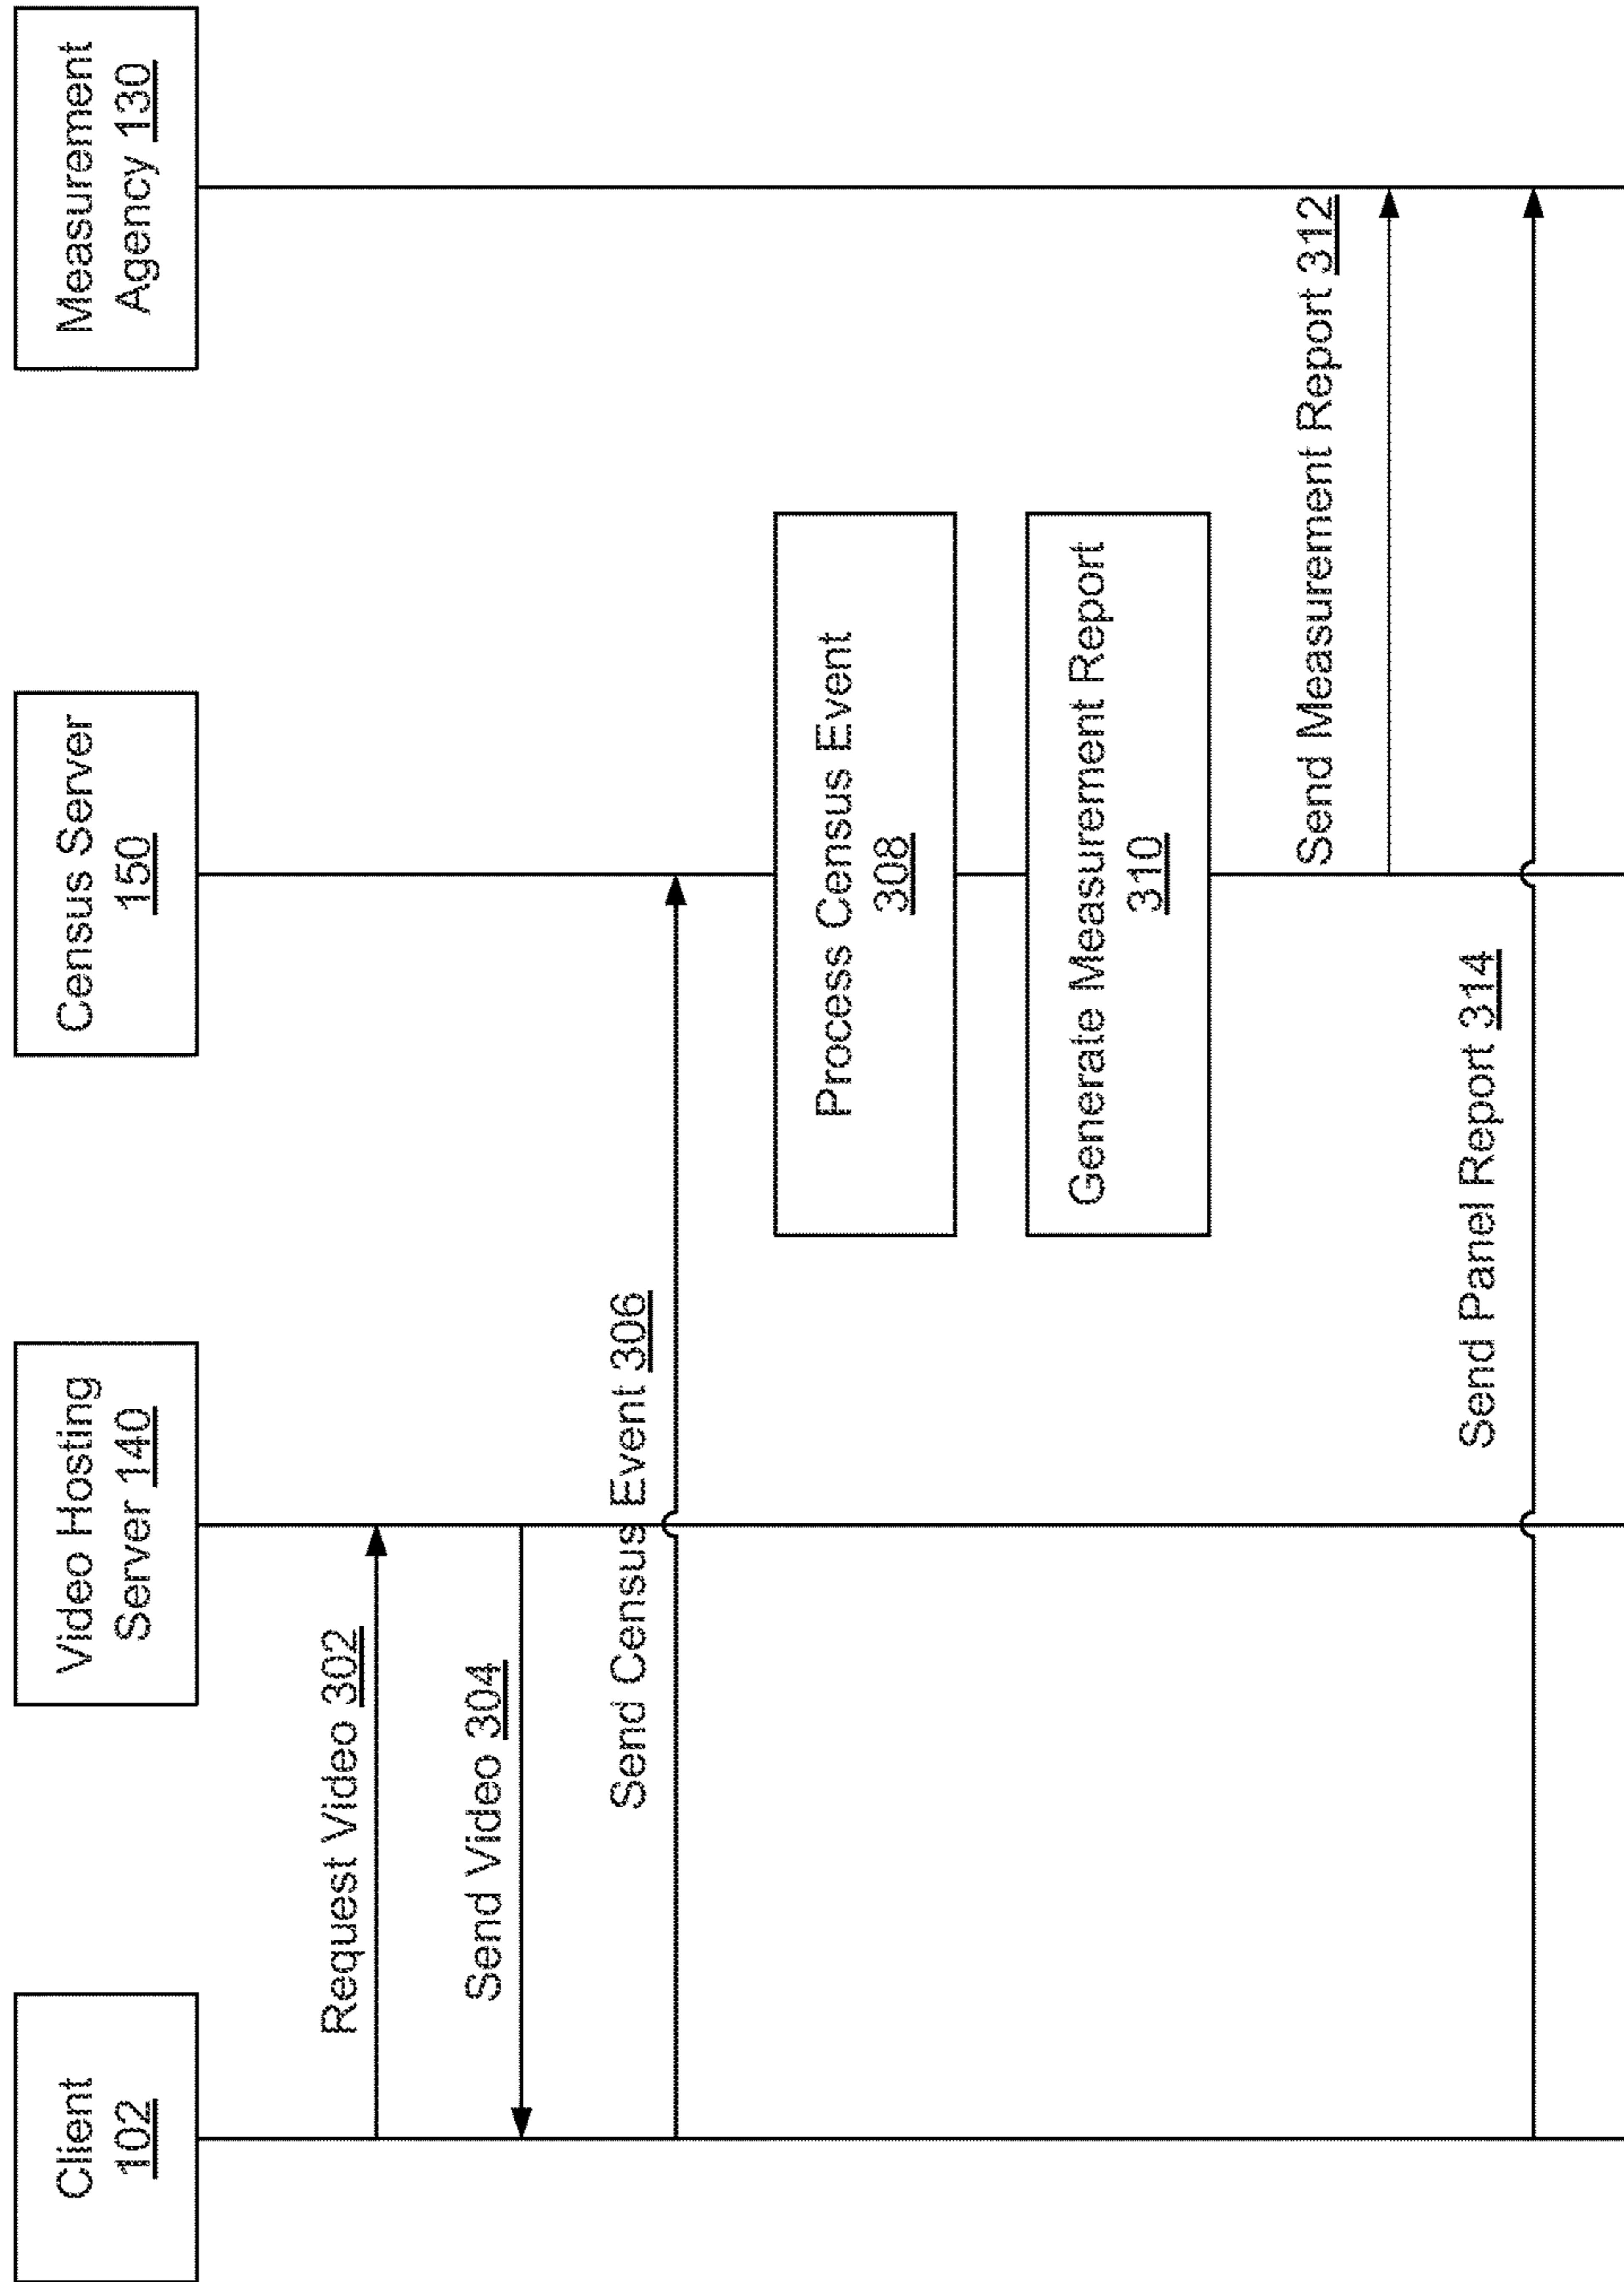 Client
102
Video Hosting
Server 140
Census Server
150
Measurement
Agency 130
Request Video 302
Send Video 304
Send Census Event 306
Process Census Event
308
Generate Measurement Report
310
Send Measurement Report 312
Send Panel Report 314